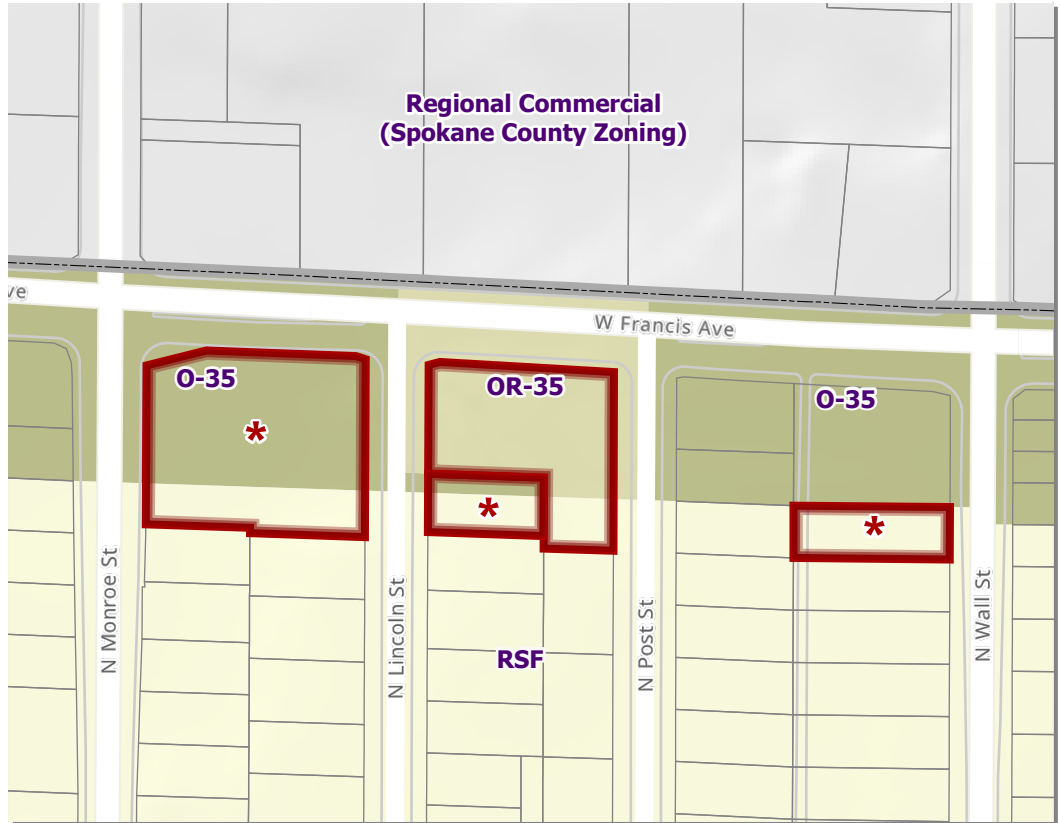 Regional Commercial
(Spokane County Zoning)
ve
W Francis Ave
O-35
*
OR-35
*
O-35
*
N Monroe St
N Lincoln St
RSF
N Post St
N Wall St